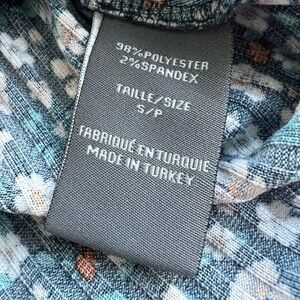 98% POLYESTER
2% SPANDEX
TAILLE/SIZE
S/P
FABRIQUÉ EN TURQUIE
MADE IN TURKEY